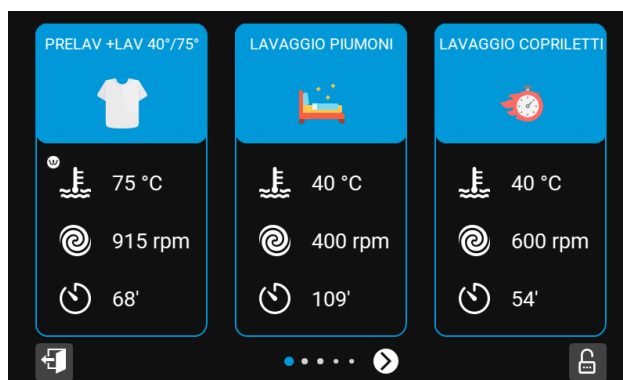 PRELAV +LAV 40°/75°
75 °C
915 rpm
68'
LAVAGGIO PIUMONI
40 °C
400 rpm
109'
LAVAGGIO COPRILETTI
40 °C
600 rpm
54'